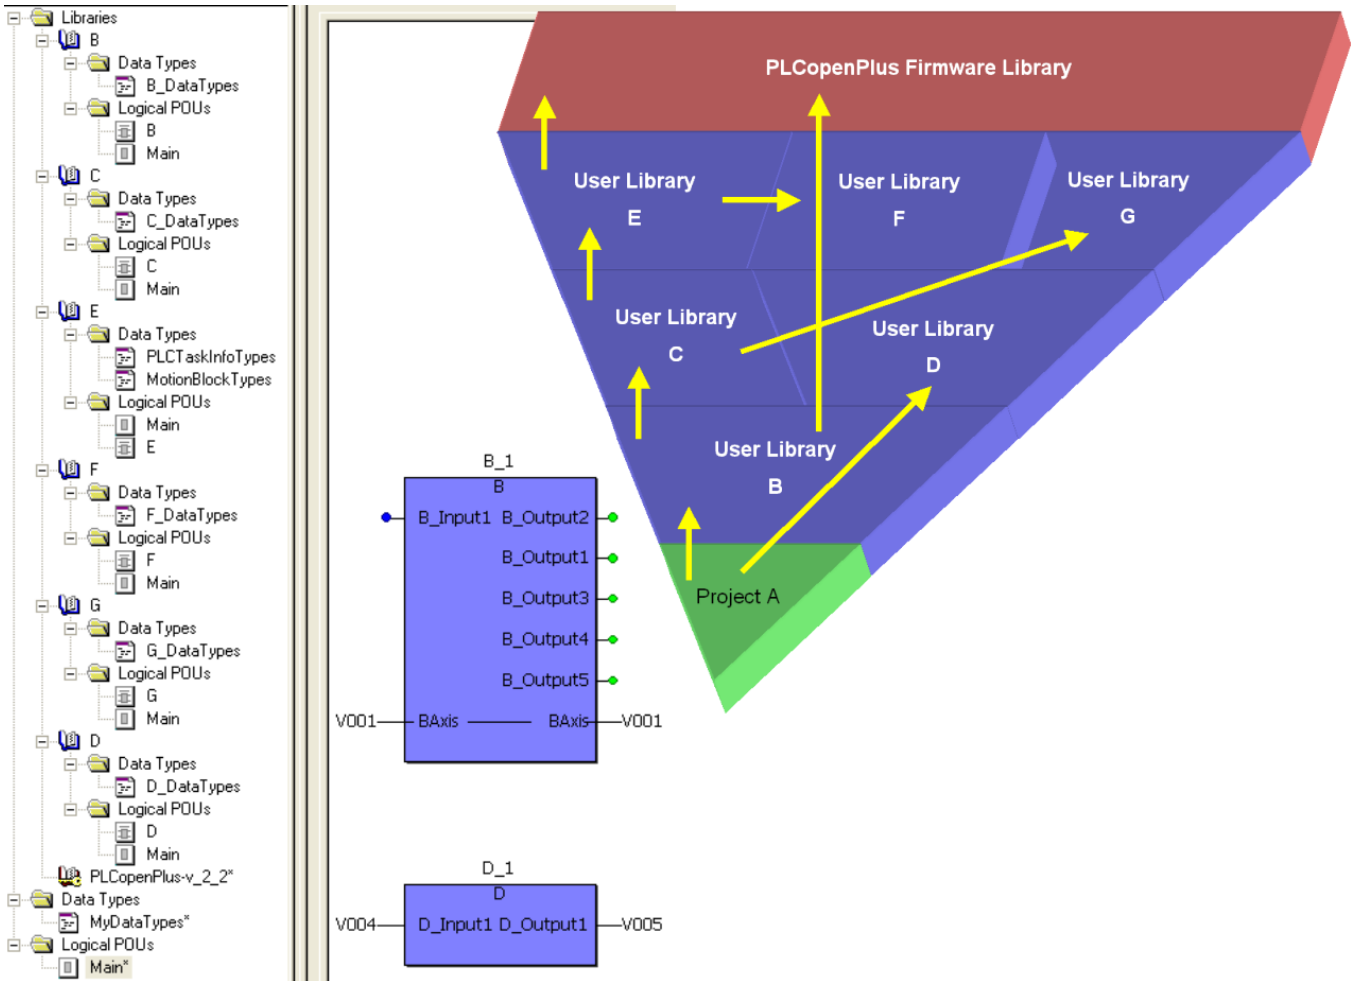 Libraries
B
Data Types
B_DataTypes
Logical POUs
B
Main
C
Data Types
C_DataTypes
Logical POUs
C
Main
E
Data Types
PLCTaskInfoTypes
MotionBlockTypes
Logical POUs
Main
E
F
Data Types
F_DataTypes
Logical POUs
F
Main
G
Data Types
G_DataTypes
Logical POUs
G
Main
D
Data Types
D_DataTypes
Logical POUs
D
Main
PLCopenPlus-v_2_2*
Data Types
MyDataTypes*
Logical POUs
Main*
PLCopenPlus Firmware Library
User Library
E
User Library
F
User Library
G
User Library
C
User Library
D
User Library
B
Project A
B_1
B
B_Input1 B_Output2
B_Output1
B_Output3
B_Output4
B_Output5
V001 BAxis BAxis V001
D_1
D
V004 D_Input1 D_Output1 V005